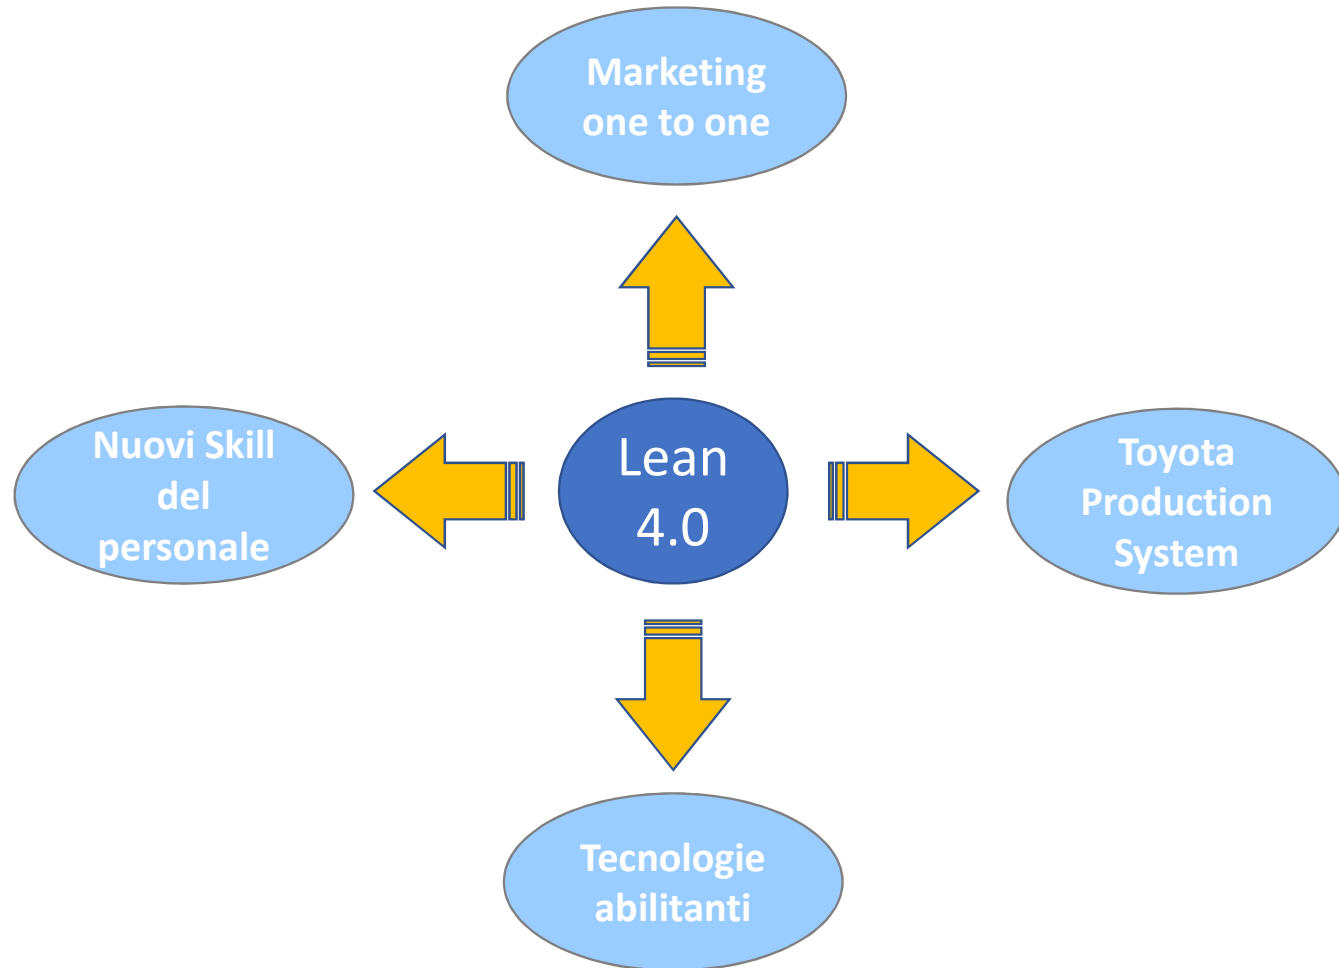 Marketing
one to one
Nuovi Skill
del
personale
Lean
4.0
Toyota
Production
System
Tecnologie
abilitanti